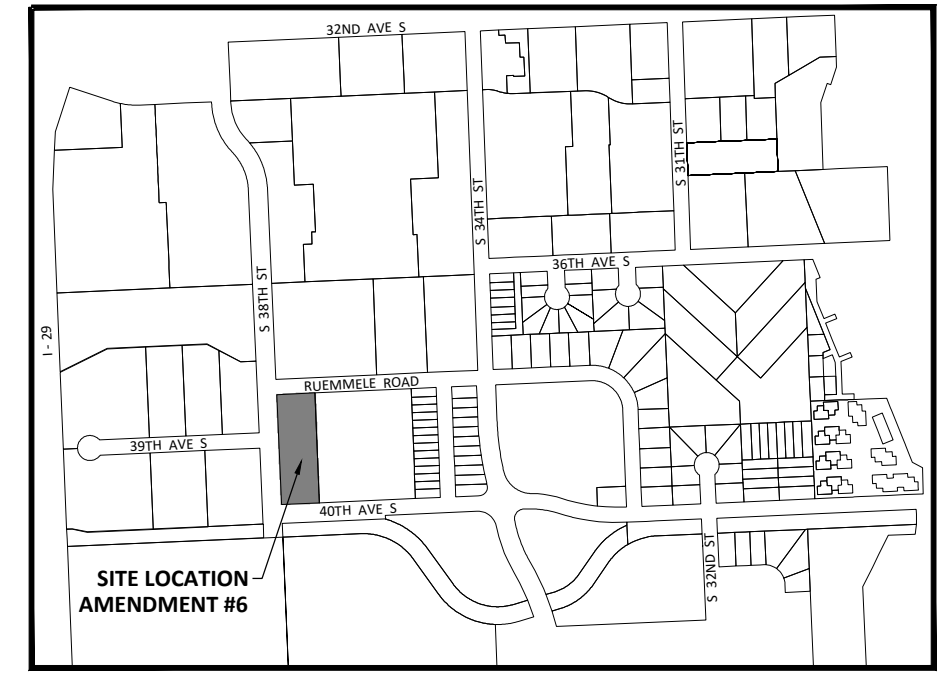 32ND AVE S
S 31TH ST
S 34TH ST
36TH AVE S
S 38TH ST
I - 29
RUEMMELE ROAD
39TH AVE S
40TH AVE S
S 32ND ST
SITE LOCATION
AMENDMENT #6